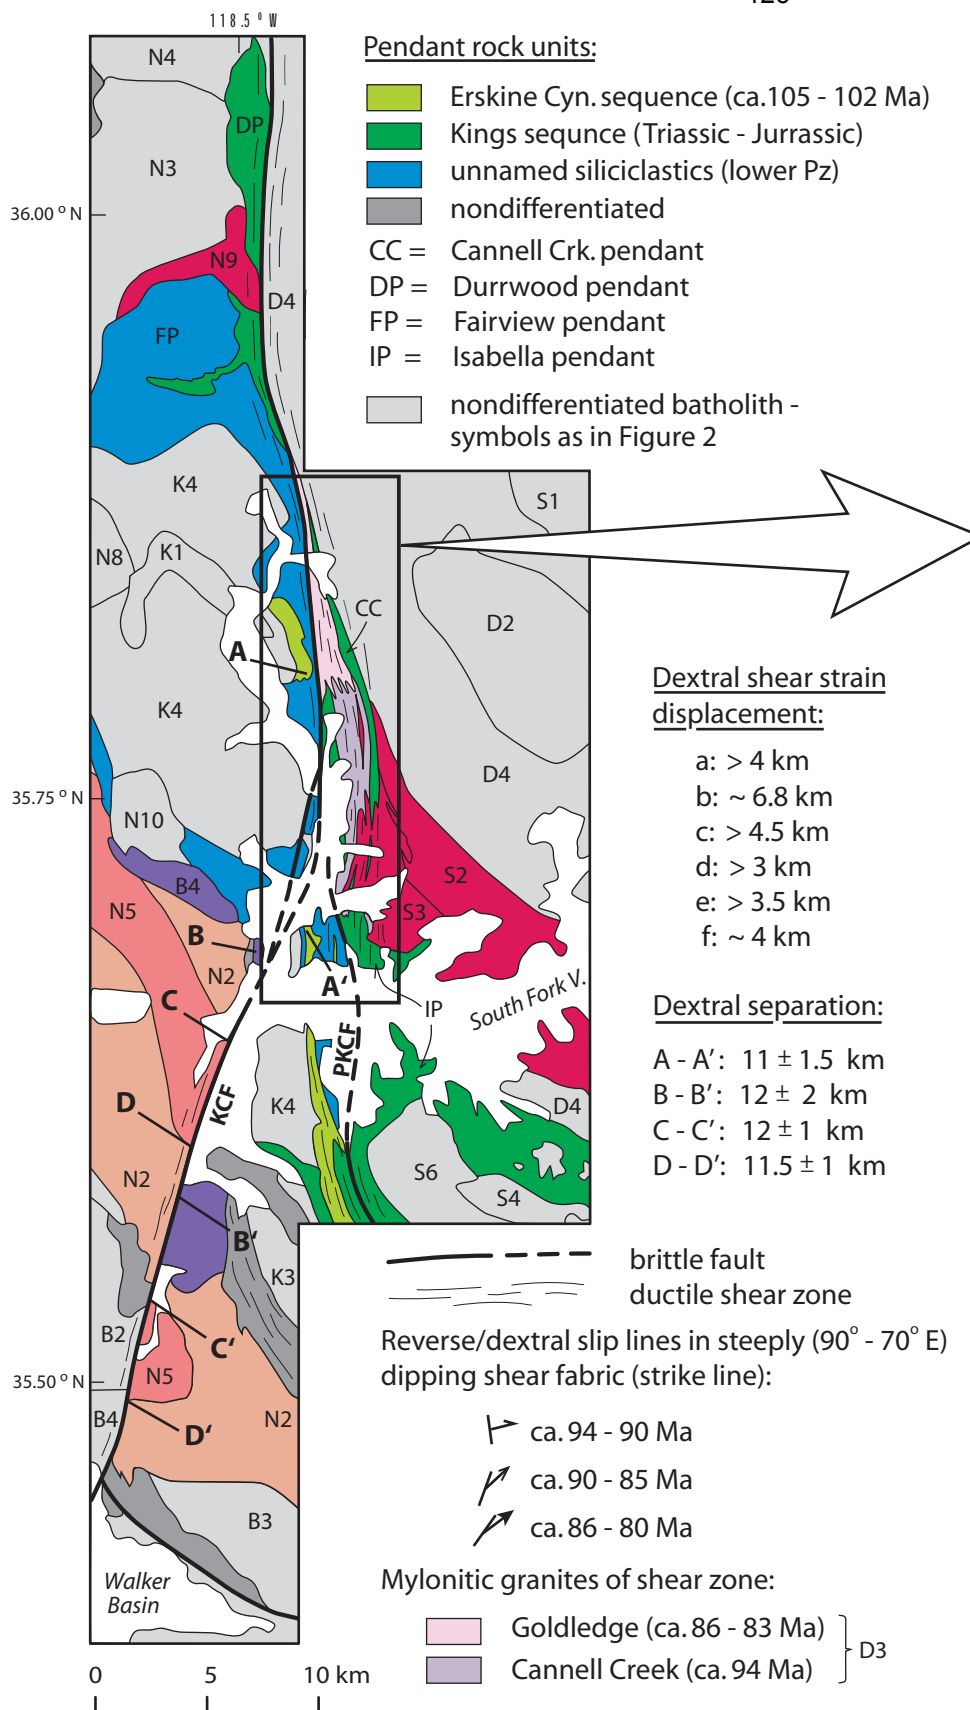 118.5 ° W
Pendant rock units:
Erskine Cyn. sequence (ca.105 - 102 Ma)
Kings sequnce (Triassic - Jurrassic)
unnamed siliciclastics (lower Pz)
nondifferentiated
CC = Cannell Crk. pendant
DP = Durrwood pendant
FP = Fairview pendant
IP = Isabella pendant
nondifferentiated batholith -
symbols as in Figure 2
N4
DP
N3
36.00 ° N
N9
D4
FP
K4
S1
N8
K1
CC
D2
A
K4
D4
35.75 ° N
N10
B4
S2
N5
S3
B
N2
A'
C
IP
South Fork V.
PKCF
KCF
D
K4
D4
N2
S6
S4
B'
K3
B2
C'
N5
35.50 ° N
B4
D'
N2
B3
Walker
Basin
0 5 10 km
Dextral shear strain
displacement:
a: > 4 km
b: ~ 6.8 km
c: > 4.5 km
d: > 3 km
e: > 3.5 km
f: ~ 4 km
Dextral separation:
A - A': 11 ± 1.5 km
B - B': 12 ± 2 km
C - C': 12 ± 1 km
D - D': 11.5 ± 1 km
brittle fault
ductile shear zone
Reverse/dextral slip lines in steeply (90° - 70° E)
dipping shear fabric (strike line):
ca. 94 - 90 Ma
ca. 90 - 85 Ma
ca. 86 - 80 Ma
Mylonitic granites of shear zone:
Goldledge (ca. 86 - 83 Ma)
Cannell Creek (ca. 94 Ma)
D3